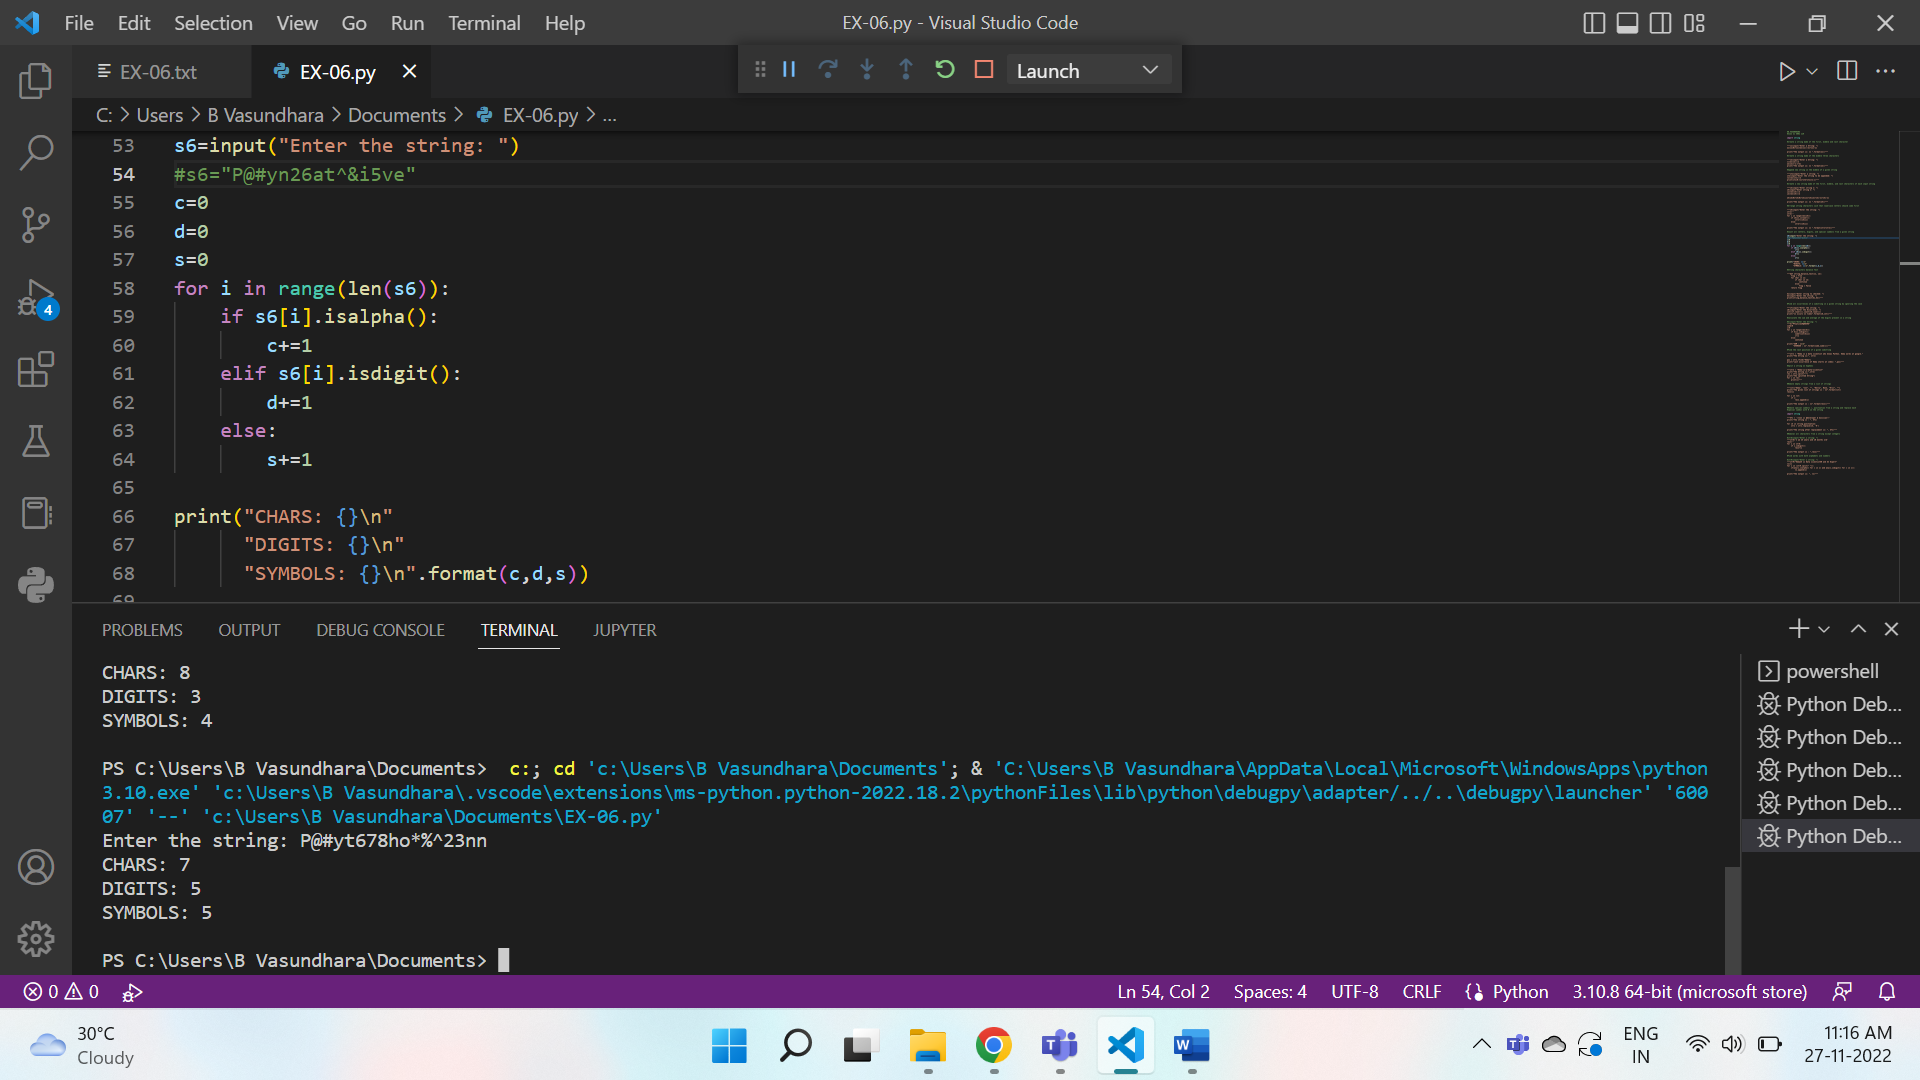 File Edit Selection View Go Run Terminal Help
EX-06.py - Visual Studio Code
EX-06.txt
EX-06.py
Launch
C: > Users > B Vasundhara > Documents > EX-06.py > ...
53 s6=input("Enter the string: ")
54 #s6="P@#yn26at^&i5ve"
55 c=0
56 d=0
57 s=0
58 for i in range(len(s6)):
59 if s6[i].isalpha():
60 c+=1
61 elif s6[i].isdigit():
62 d+=1
63 else:
64 s+=1
65
66 print("CHARS: {}\n"
67 "DIGITS: {}\n"
68 "SYMBOLS: {}\n".format(c,d,s))
69
4
PROBLEMS OUTPUT DEBUG CONSOLE TERMINAL JUPYTER
CHARS: 8
DIGITS: 3
SYMBOLS: 4
PS C:\Users\B Vasundhara\Documents>  c:; cd 'c:\Users\B Vasundhara\Documents'; & 'C:\Users\B Vasundhara\AppData\Local\Microsoft\WindowsApps\python
3.10.exe' 'c:\Users\B Vasundhara\.vscode\extensions\ms-python.python-2022.18.2\pythonFiles\lib\python\debugpy\adapter/../..\debugpy\launcher' '600
07' '--' 'c:\Users\B Vasundhara\Documents\EX-06.py'
Enter the string: P@#yt678ho*%^23nn
CHARS: 7
DIGITS: 5
SYMBOLS: 5
PS C:\Users\B Vasundhara\Documents>
powershell
Python Deb...
Python Deb...
Python Deb...
Python Deb...
Python Deb...
0 0
Ln 54, Col 2 Spaces: 4 UTF-8 CRLF {} Python 3.10.8 64-bit (microsoft store)
30°C
Cloudy
ENG
IN
11:16 AM
27-11-2022